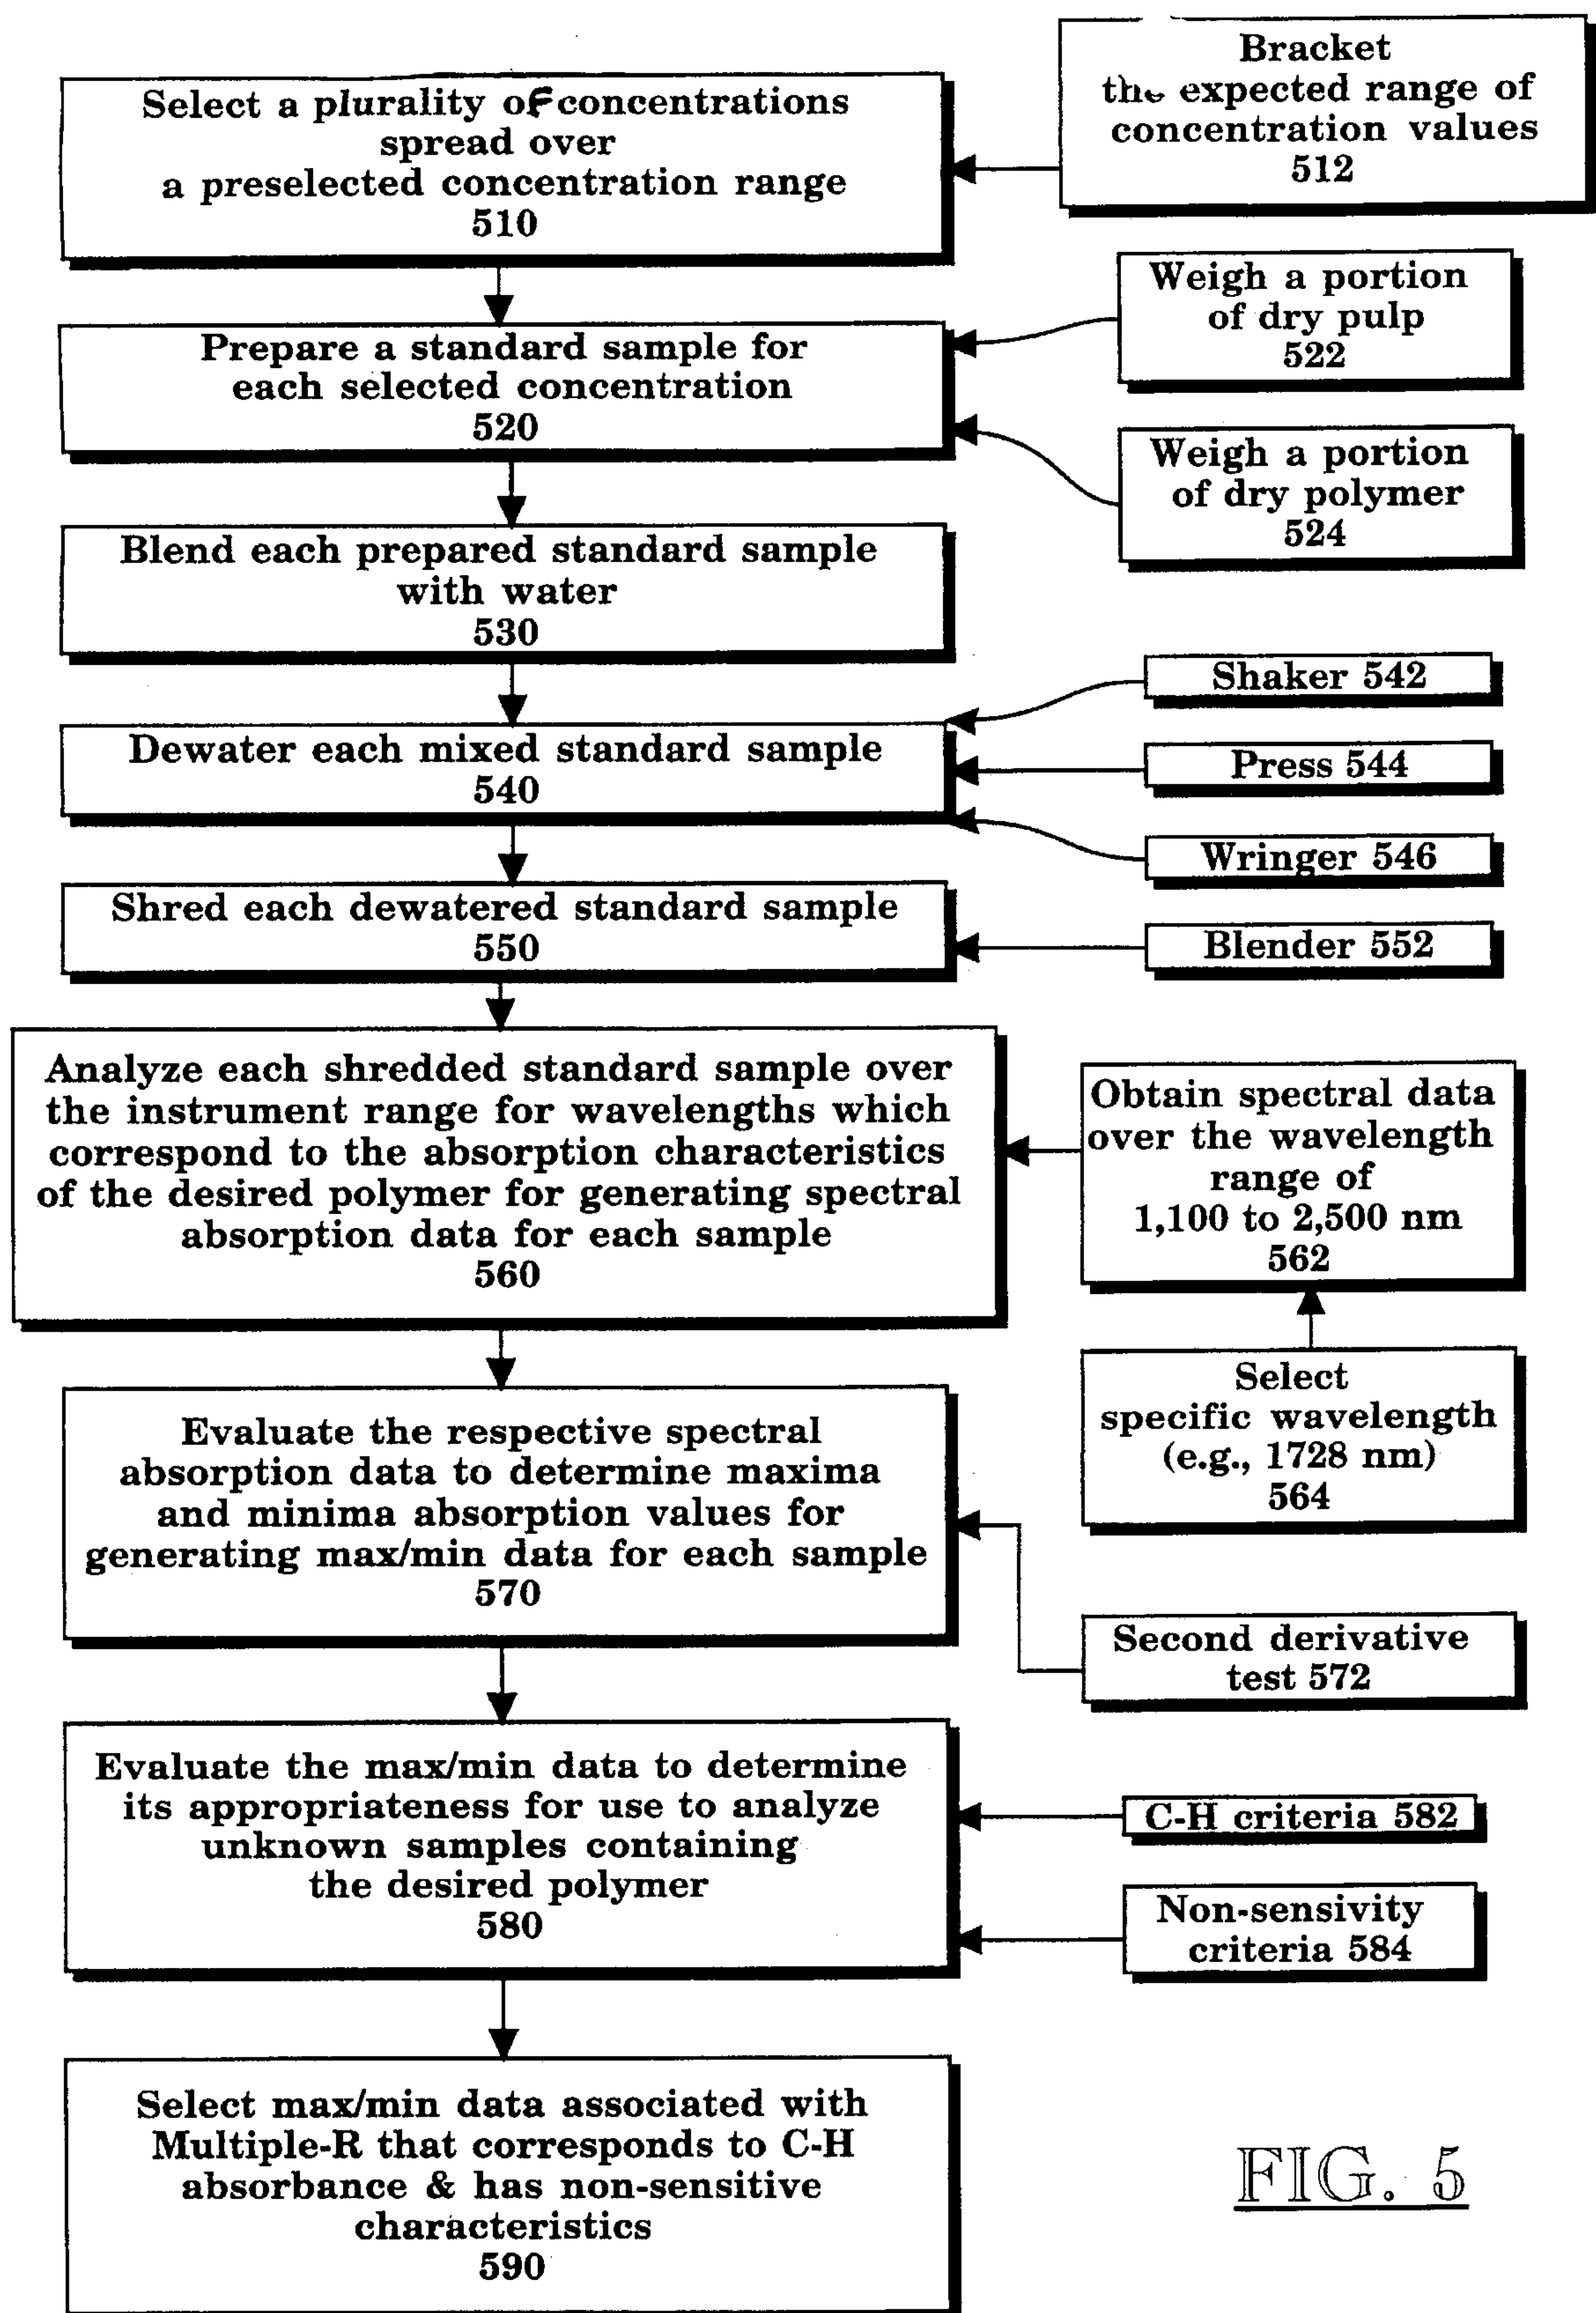 Select a plurality of concentrations
spread over
a preselected concentration range
510
Bracket
the expected range of
concentration values
512
Prepare a standard sample for
each selected concentration
520
Weigh a portion
of dry pulp
522
Weigh a portion
of dry polymer
524
Blend each prepared standard sample
with water
530
Dewater each mixed standard sample
540
Shaker 542
Press 544
Wringer 546
Shred each dewatered standard sample
550
Blender 552
Analyze each shredded standard sample over
the instrument range for wavelengths which
correspond to the absorption characteristics
of the desired polymer for generating spectral
absorption data for each sample
560
Obtain spectral data
over the wavelength
range of
1,100 to 2,500 nm
562
Select
specific wavelength
(e.g., 1728 nm)
564
Evaluate the respective spectral
absorption data to determine maxima
and minima absorption values for
generating max/min data for each sample
570
Second derivative
test 572
Evaluate the max/min data to determine
its appropriateness for use to analyze
unknown samples containing
the desired polymer
580
C-H criteria 582
Non-sensivity
criteria 584
Select max/min data associated with
Multiple-R that corresponds to C-H
absorbance & has non-sensitive
characteristics
590
FIG. 5